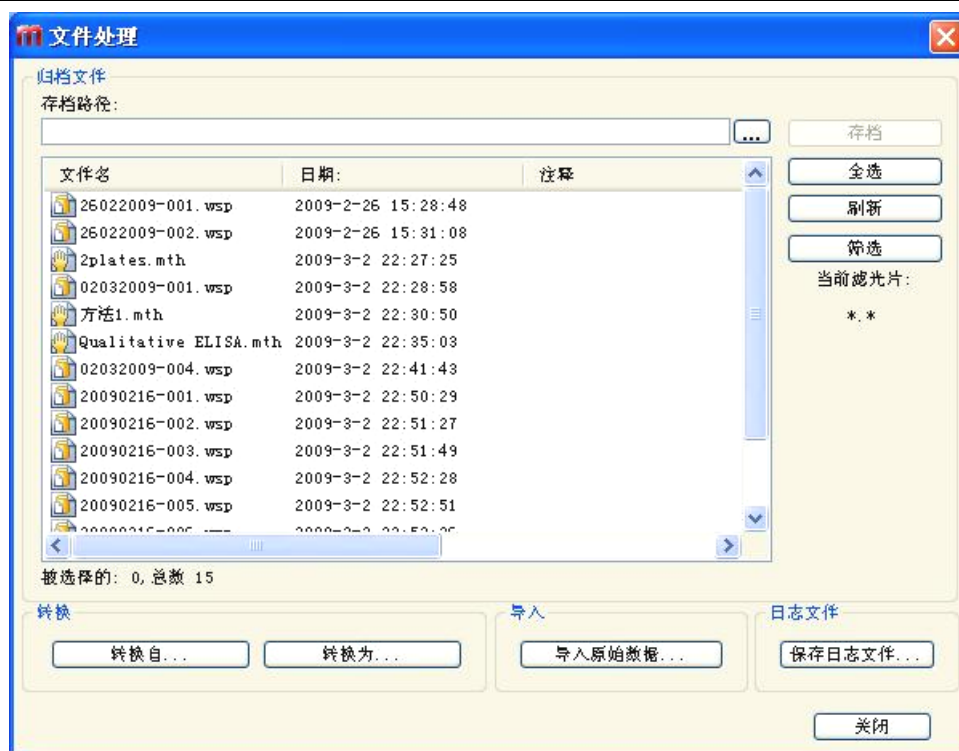 文件处理
归档文件
存档路径:
...
存档
文件名 日期: 注释
全选
刷新
筛选
当前滤光片:
*.*
26022009-001.wsp 2009-2-26 15:28:48
26022009-002.wsp 2009-2-26 15:31:08
2plates.mth 2009-3-2 22:27:25
02032009-001.wsp 2009-3-2 22:28:58
方法1.mth 2009-3-2 22:30:50
Qualitative ELISA.mth 2009-3-2 22:35:03
02032009-004.wsp 2009-3-2 22:41:43
20090216-001.wsp 2009-3-2 22:50:29
20090216-002.wsp 2009-3-2 22:51:27
20090216-003.wsp 2009-3-2 22:51:49
20090216-004.wsp 2009-3-2 22:52:28
20090216-005.wsp 2009-3-2 22:52:51
被选择的: 0,总数 15
转换
转换自...
转换为...
导入
导入原始数据...
日志文件
保存日志文件...
关闭